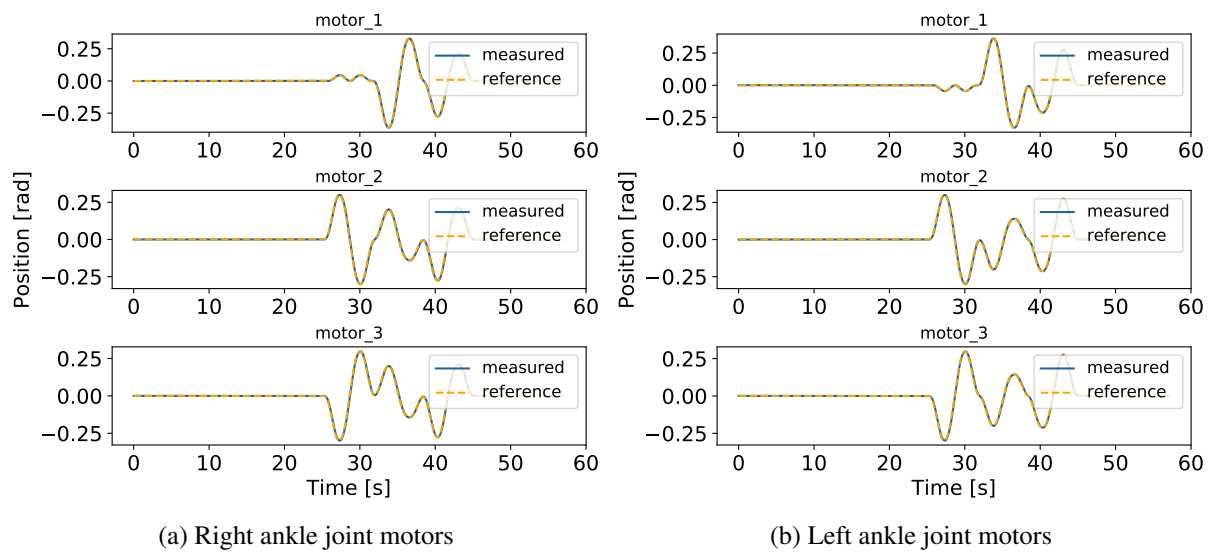 motor_1
0.25
0.00
−0.25
measured
reference
0 10 20 30 40 50 60
motor_2
0.25
0.00
−0.25
measured
reference
0 10 20 30 40 50 60
motor_3
0.25
0.00
−0.25
measured
reference
0 10 20 30 40 50 60
Position [rad]
Time [s]
(a) Right ankle joint motors
motor_1
0.25
0.00
−0.25
measured
reference
0 10 20 30 40 50 60
motor_2
0.25
0.00
−0.25
measured
reference
0 10 20 30 40 50 60
motor_3
0.25
0.00
−0.25
measured
reference
0 10 20 30 40 50 60
Position [rad]
Time [s]
(b) Left ankle joint motors